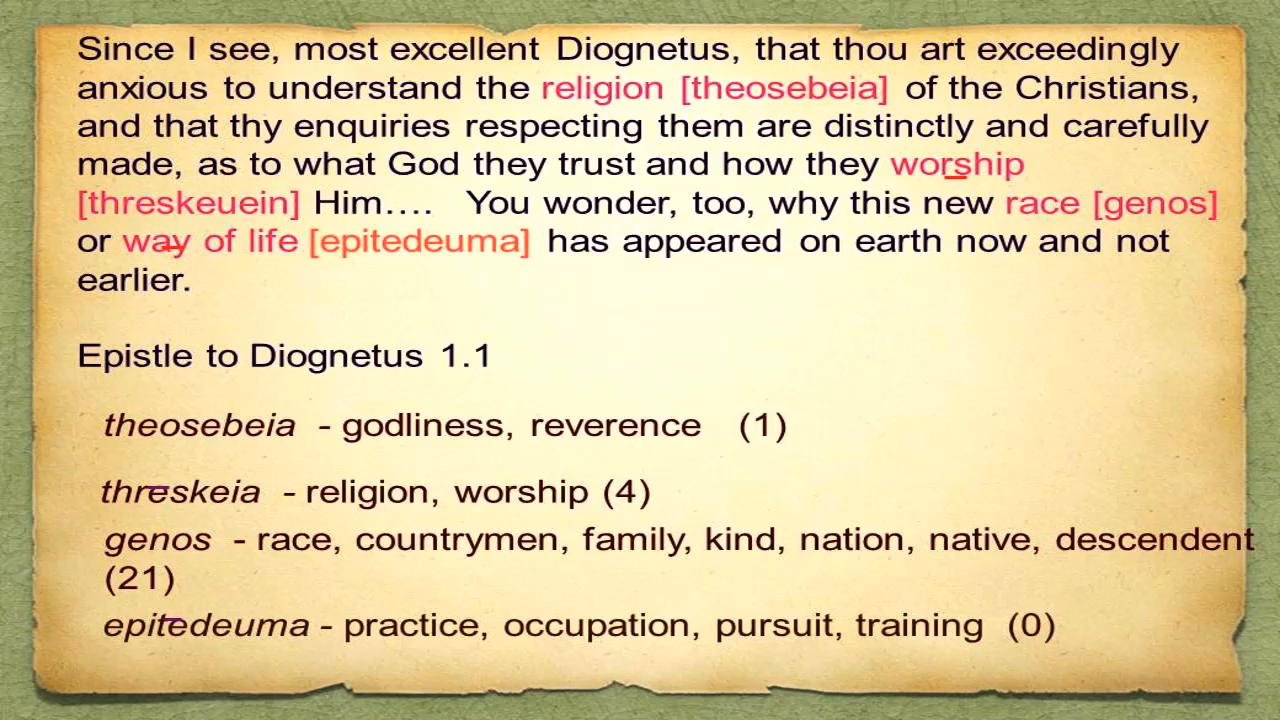 Since I see, most excellent Diognetus, that thou art exceedingly
anxious to understand the religion [theosebeia] of the Christians,
and that thy enquiries respecting them are distinctly and carefully
made, as to what God they trust and how they worship
[threskeuein] Him…. You wonder, too, why this new race [genos]
or way of life [epitedeuma] has appeared on earth now and not
earlier.
Epistle to Diognetus 1.1
theosebeia - godliness, reverence (1)
threskeia - religion, worship (4)
genos - race, countrymen, family, kind, nation, native, descendent
(21)
epitedeuma - practice, occupation, pursuit, training (0)